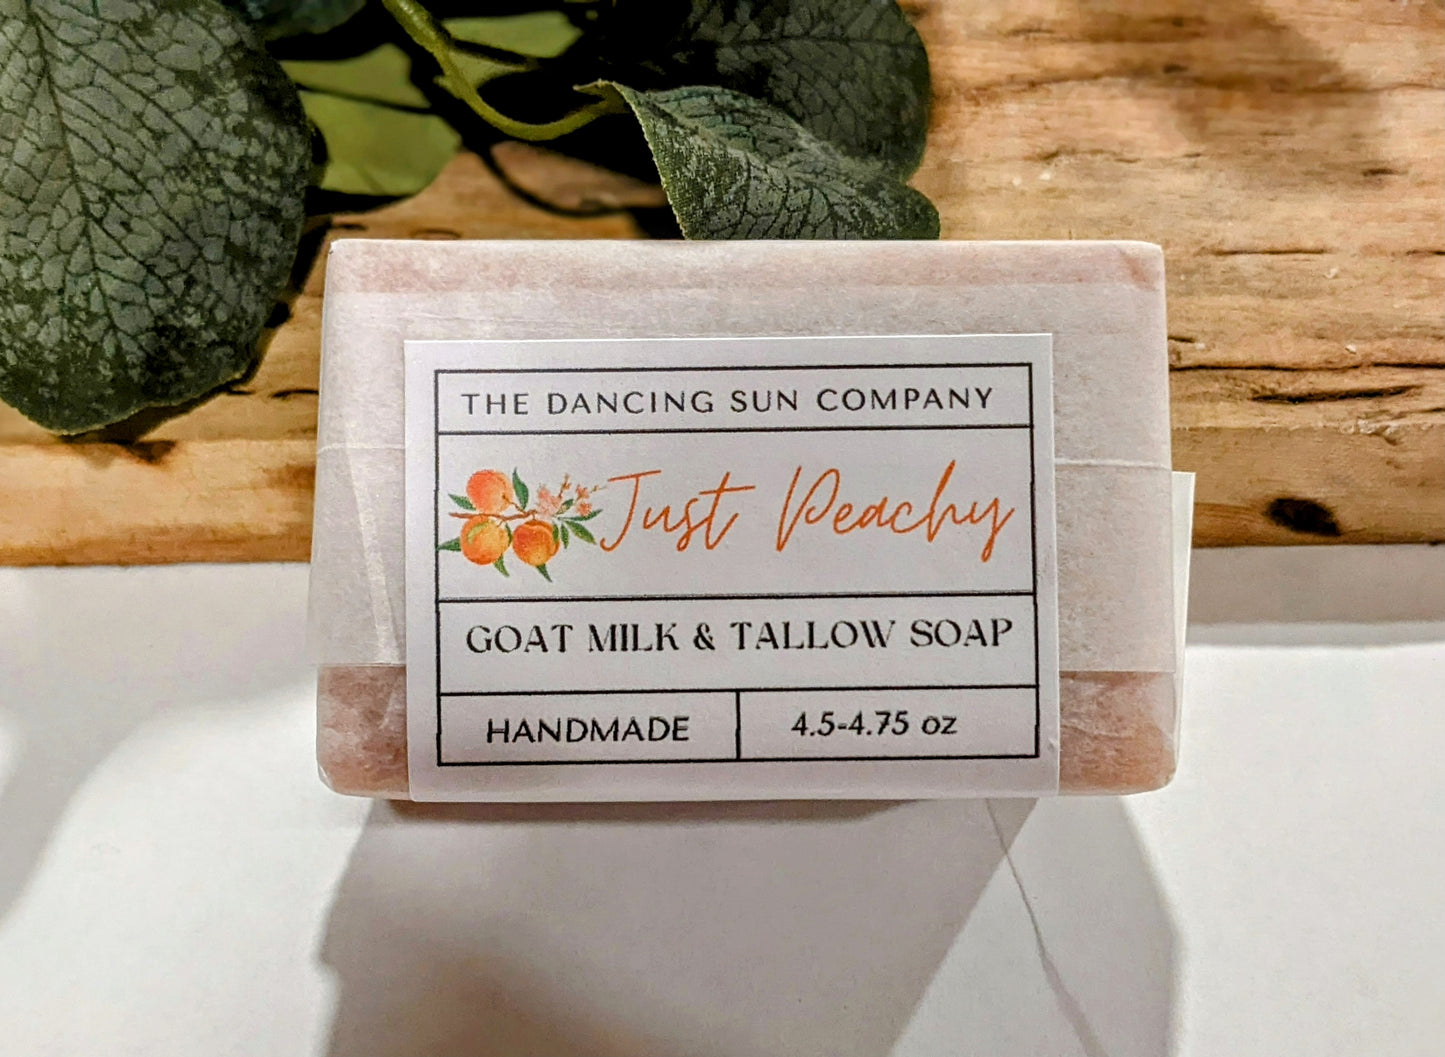 THE DANCING SUN COMPANY
Just Peachy
GOAT MILK & TALLOW SOAP
HANDMADE
4.5-4.75 oz